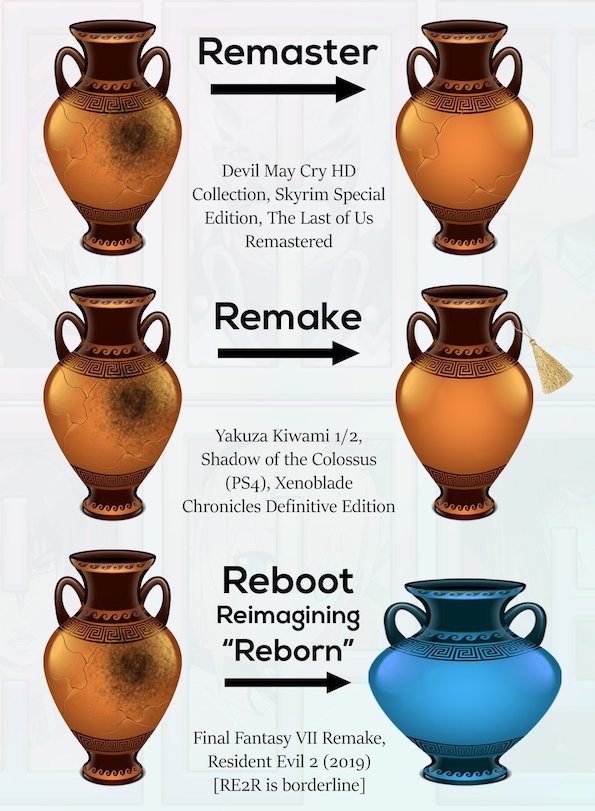 Remaster
Devil May Cry HD
Collection, Skyrim Special
Edition, The Last of Us
Remastered
Remake
Yakuza Kiwami 1/2,
Shadow of the Colossus
(PS4), Xenoblade
Chronicles Definitive Edition
Reboot
Reimagining
“Reborn”
Final Fantasy VII Remake,
Resident Evil 2 (2019)
[RE2R is borderline]